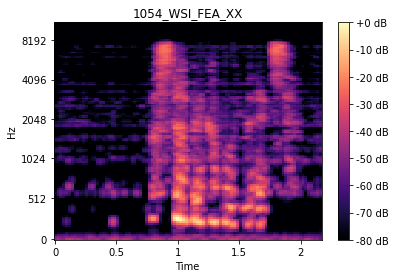 1054_WSI_FEA_XX
+0 dB
8192
-10 dB
4096
-20 dB
-30 dB
2048
Hz
-40 dB
1024
-50 dB
512
-60 dB
-70 dB
0
-80 dB
0 0.5 1 1.5 2
Time